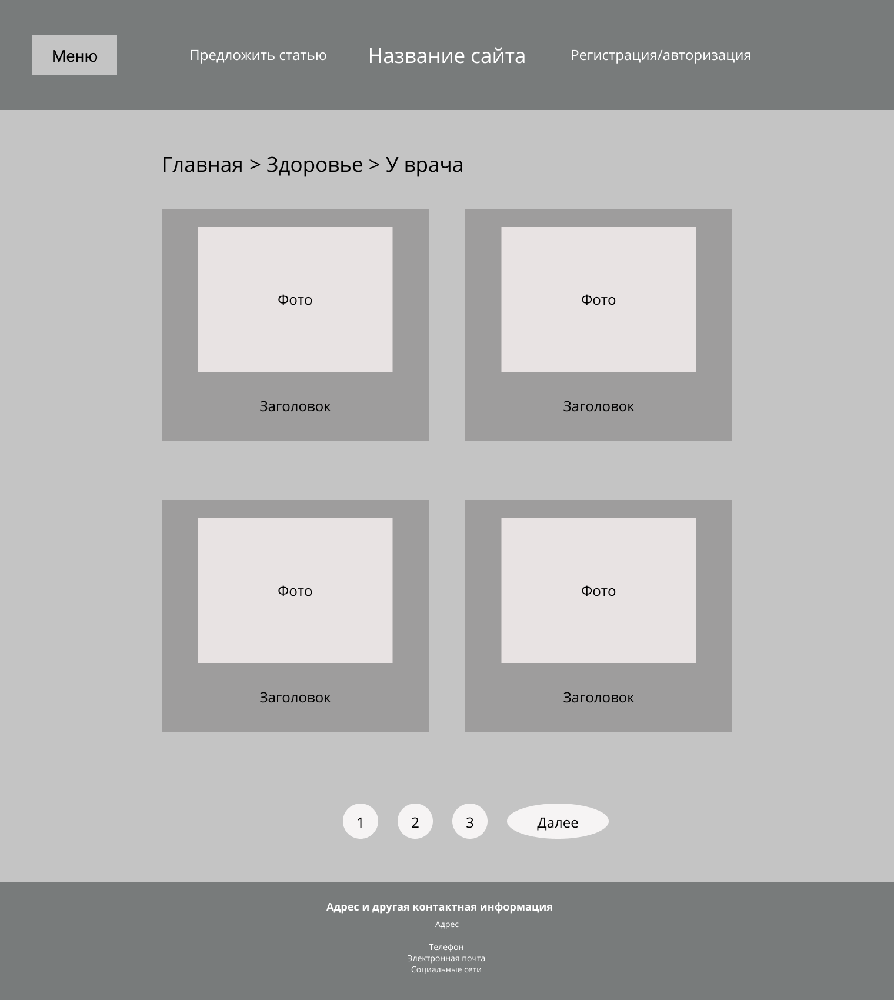 Меню
Предложить статью
Название сайта
Регистрация/авторизация
Главная > Здоровье > У врача
Фото
Фото
Заголовок
Заголовок
Фото
Фото
Заголовок
Заголовок
1
2
3
Далее
Адрес и другая контактная информация
Адрес
Телефон
Электронная почта
Социальные сети